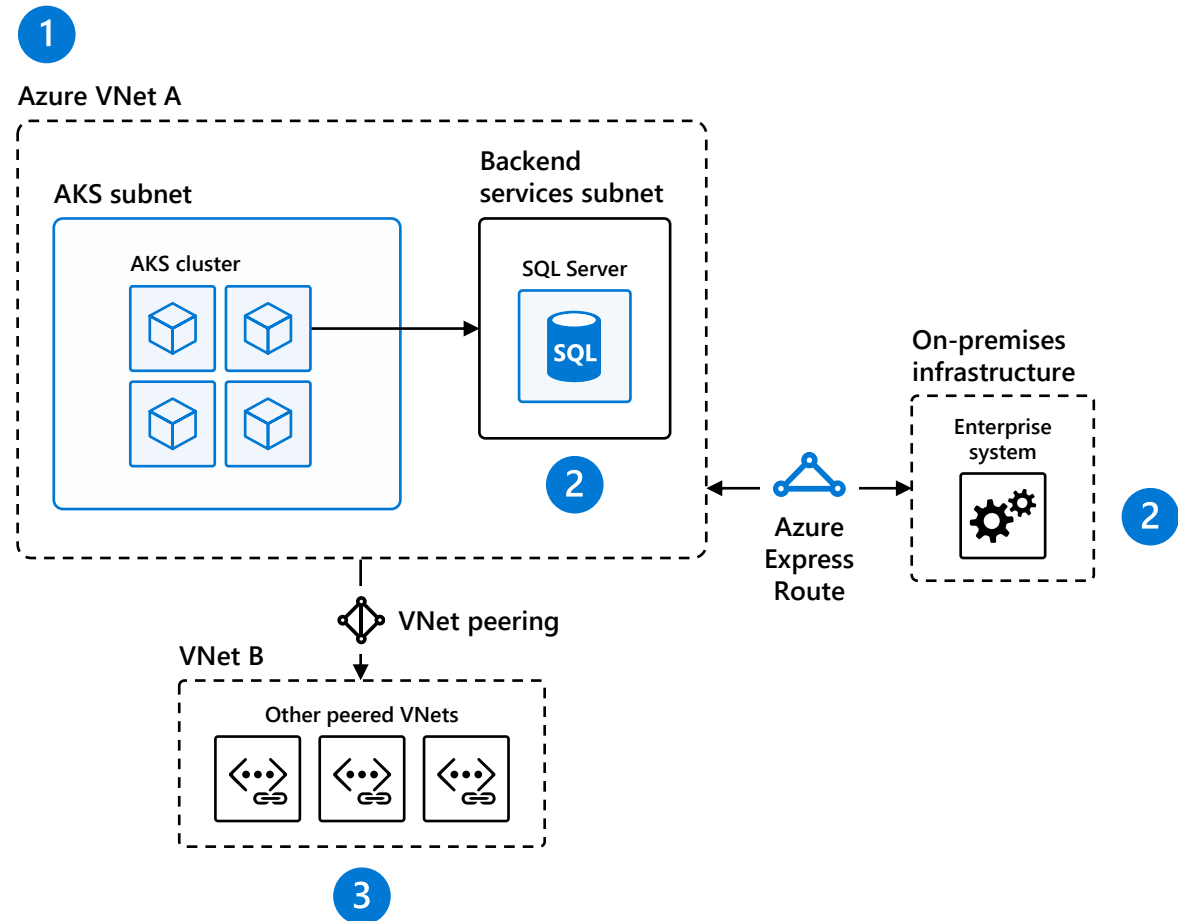 1
Azure VNet A
AKS subnet
AKS cluster
Backend
services subnet
SQL Server
SQL
2
Azure
Express
Route
On-premises
infrastructure
Enterprise
system
2
VNet peering
VNet B
Other peered VNets
3